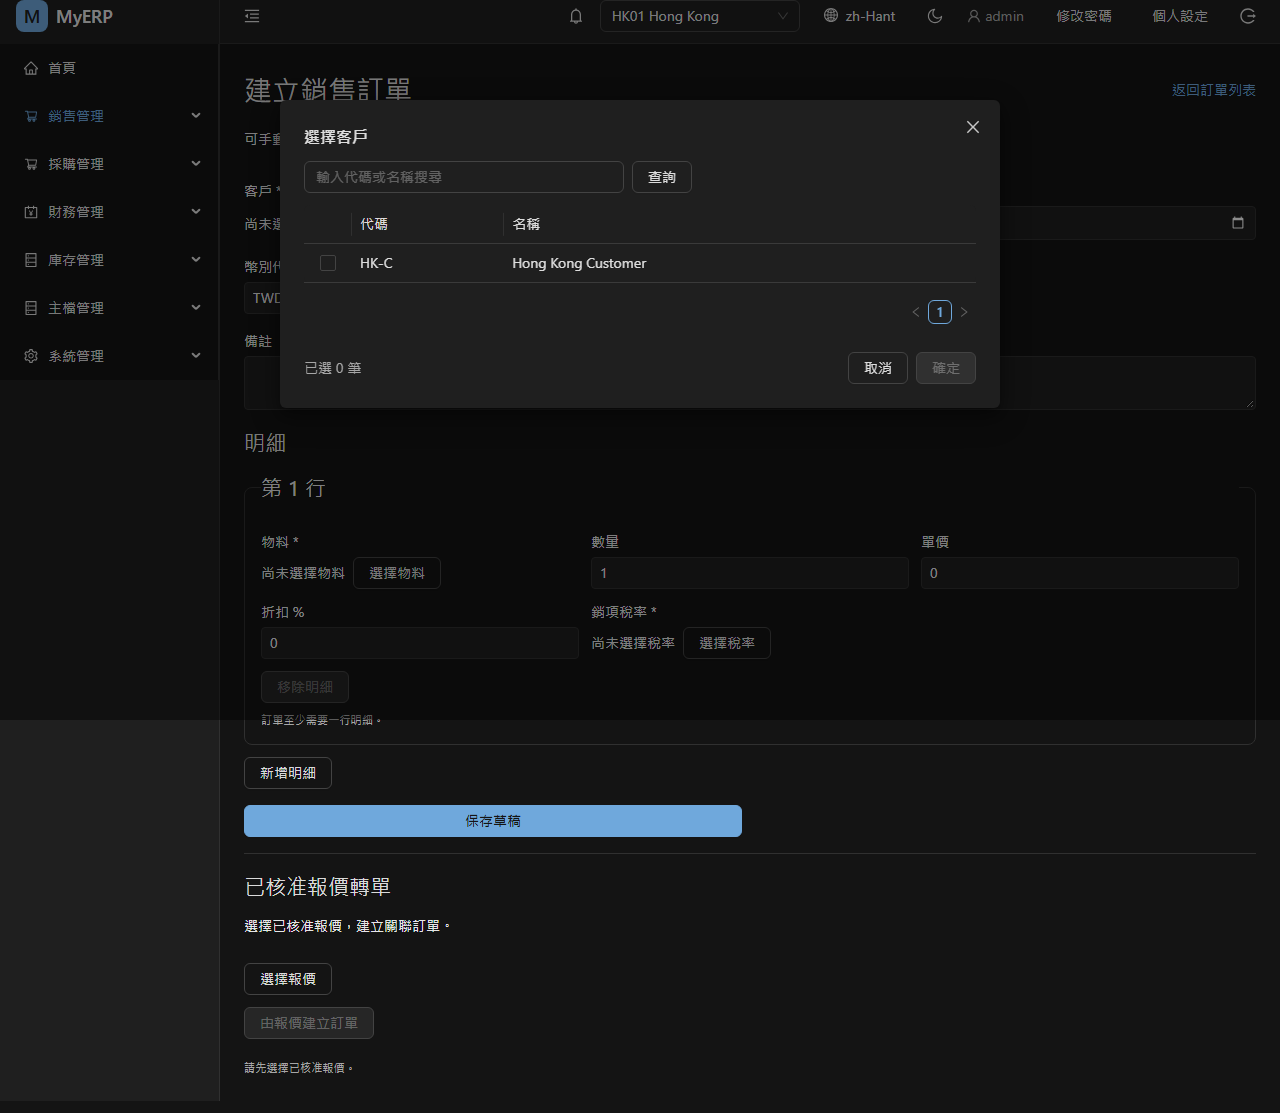 M MyERP
HK01 Hong Kong
zh-Hant
admin
修改密碼
個人設定
首頁
銷售管理
採購管理
財務管理
庫存管理
主檔管理
系統管理
建立銷售訂單
返回訂單列表
可手動
客戶 *
尚未選
幣別代
TWD
備註
選擇客戶
輸入代碼或名稱搜尋
查詢
代碼 名稱
HK-C Hong Kong Customer
1
已選 0 筆
取消
確定
明細
第 1 行
物料 * 數量 單價
尚未選擇物料 選擇物料 1 0
折扣 % 銷項稅率 *
0 尚未選擇稅率 選擇稅率
移除明細
訂單至少需要一行明細。
新增明細
保存草稿
已核准報價轉單
選擇已核准報價，建立關聯訂單。
選擇報價
由報價建立訂單
請先選擇已核准報價。